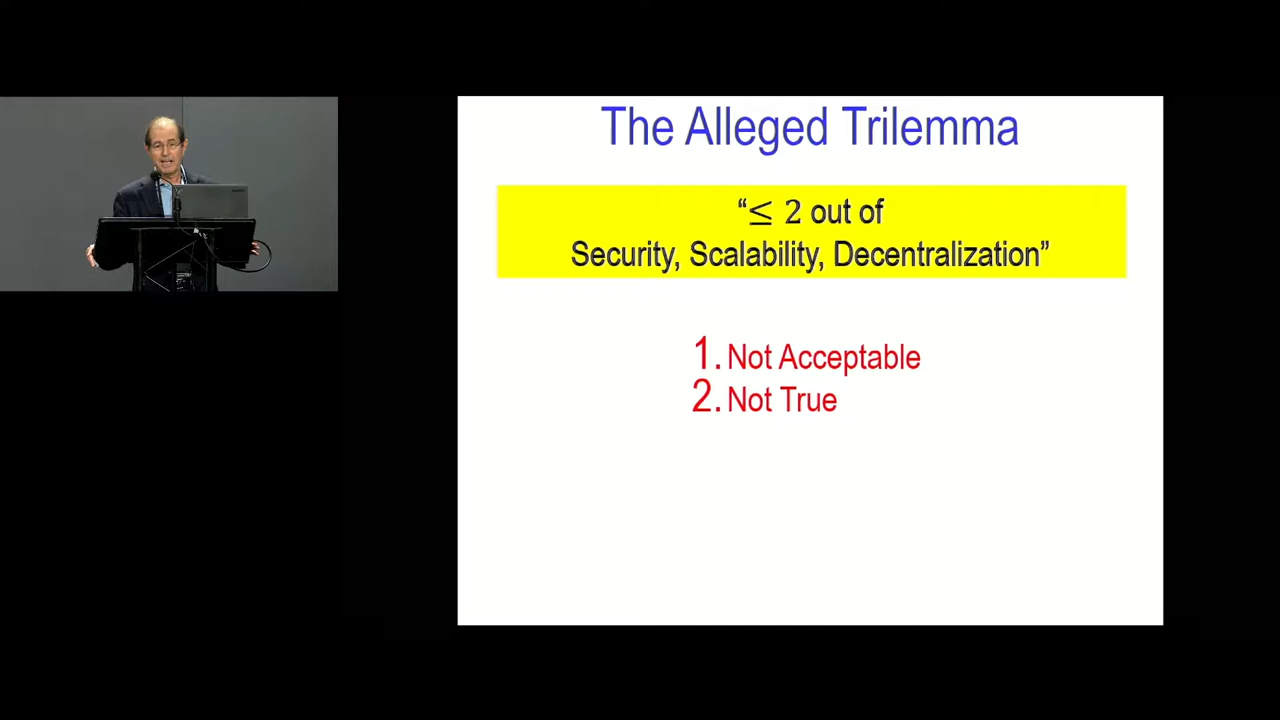 The Alleged Trilemma
“≤ 2 out of
Security, Scalability, Decentralization”
1. Not Acceptable
2. Not True